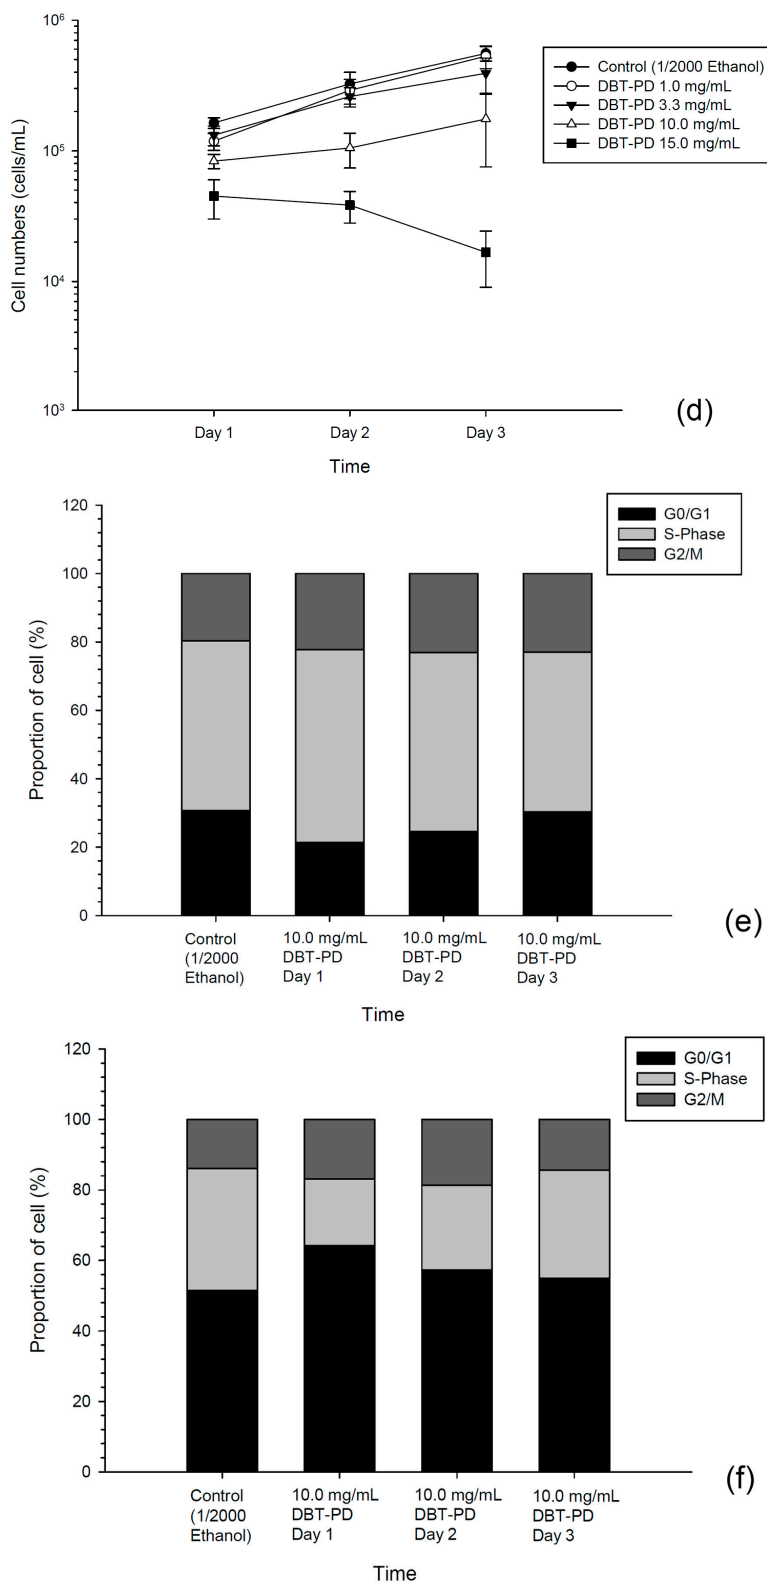 10⁶
10⁵
10⁴
10³
Cell numbers (cells/mL)
Control (1/2000 Ethanol)
DBT-PD 1.0 mg/mL
DBT-PD 3.3 mg/mL
DBT-PD 10.0 mg/mL
DBT-PD 15.0 mg/mL
Day 1
Day 2
Day 3
Time
(d)
120
100
80
60
40
20
0
Proportion of cell (%)
G0/G1
S-Phase
G2/M
Control
(1/2000
Ethanol)
10.0 mg/mL
DBT-PD
Day 1
10.0 mg/mL
DBT-PD
Day 2
10.0 mg/mL
DBT-PD
Day 3
Time
(e)
120
100
80
60
40
20
0
Proportion of cell (%)
G0/G1
S-Phase
G2/M
Control
(1/2000
Ethanol)
10.0 mg/mL
DBT-PD
Day 1
10.0 mg/mL
DBT-PD
Day 2
10.0 mg/mL
DBT-PD
Day 3
Time
(f)